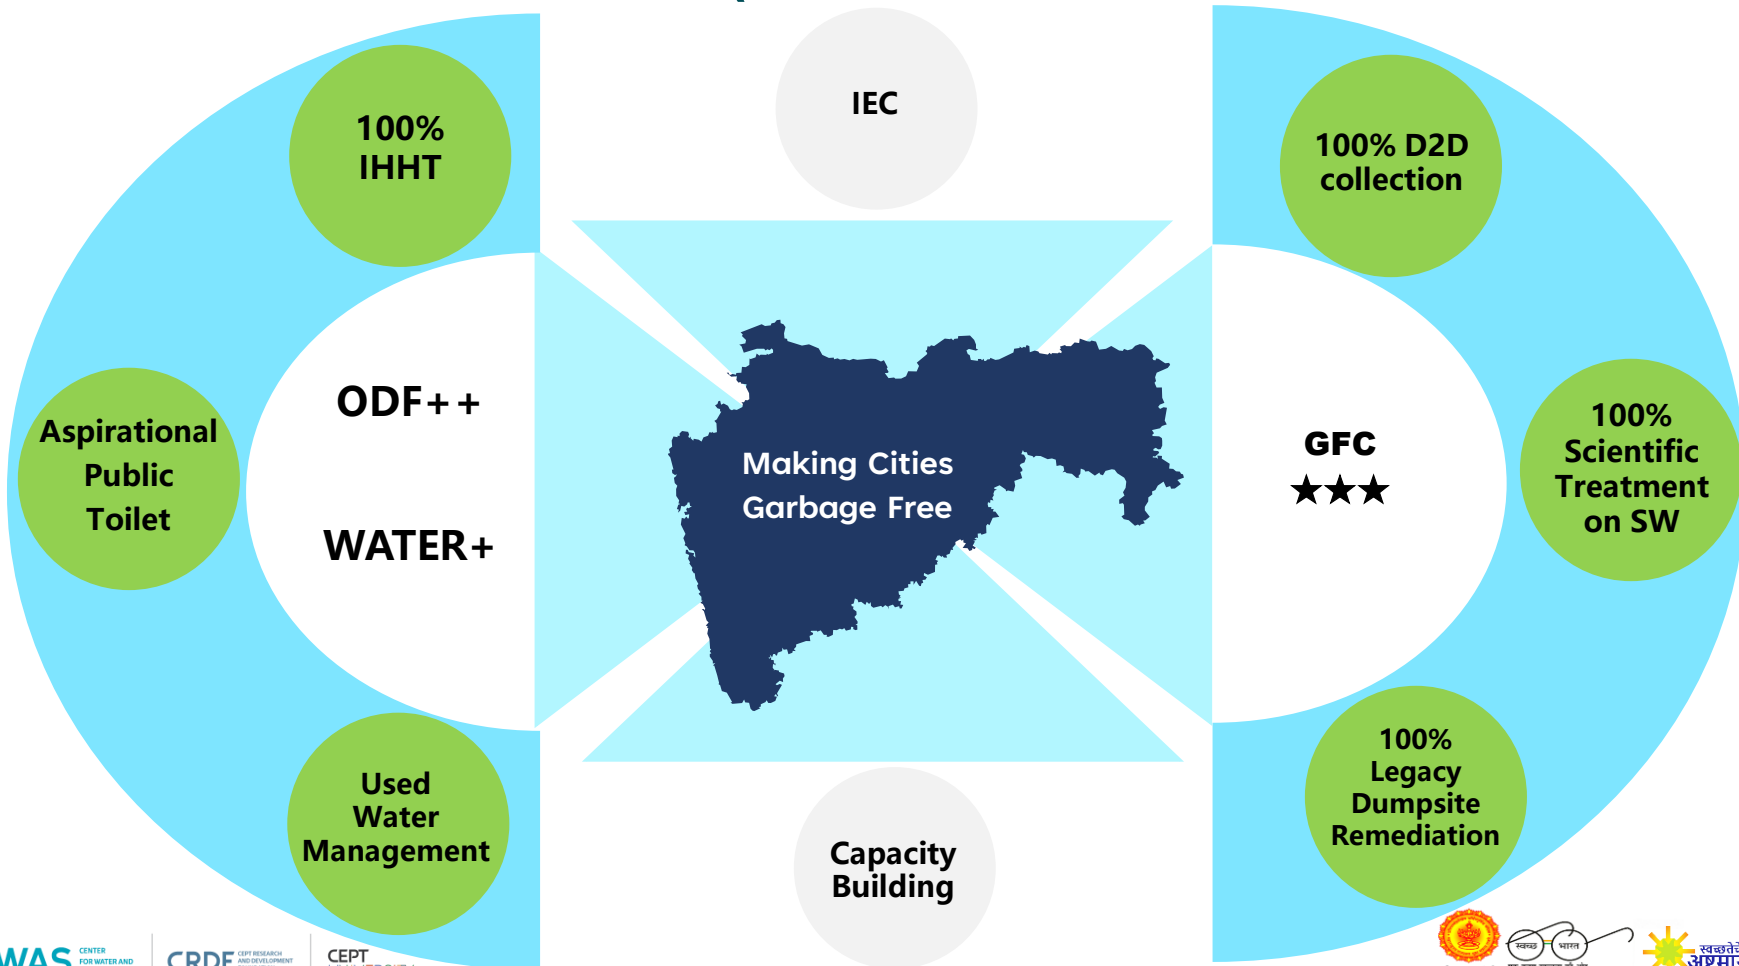 IEC
100%
IHHT
100% D2D
collection
ODF++
WATER+
Aspirational
Public
Toilet
Making Cities
Garbage Free
GFC
★★★
100%
Scientific
Treatment
on SW
Used
Water
Management
100%
Legacy
Dumpsite
Remediation
Capacity
Building
WAS
CENTER
FOR WATER AND
CRDF
CEPT RESEARCH
AND DEVELOPMENT
CEPT
स्वच्छ भारत